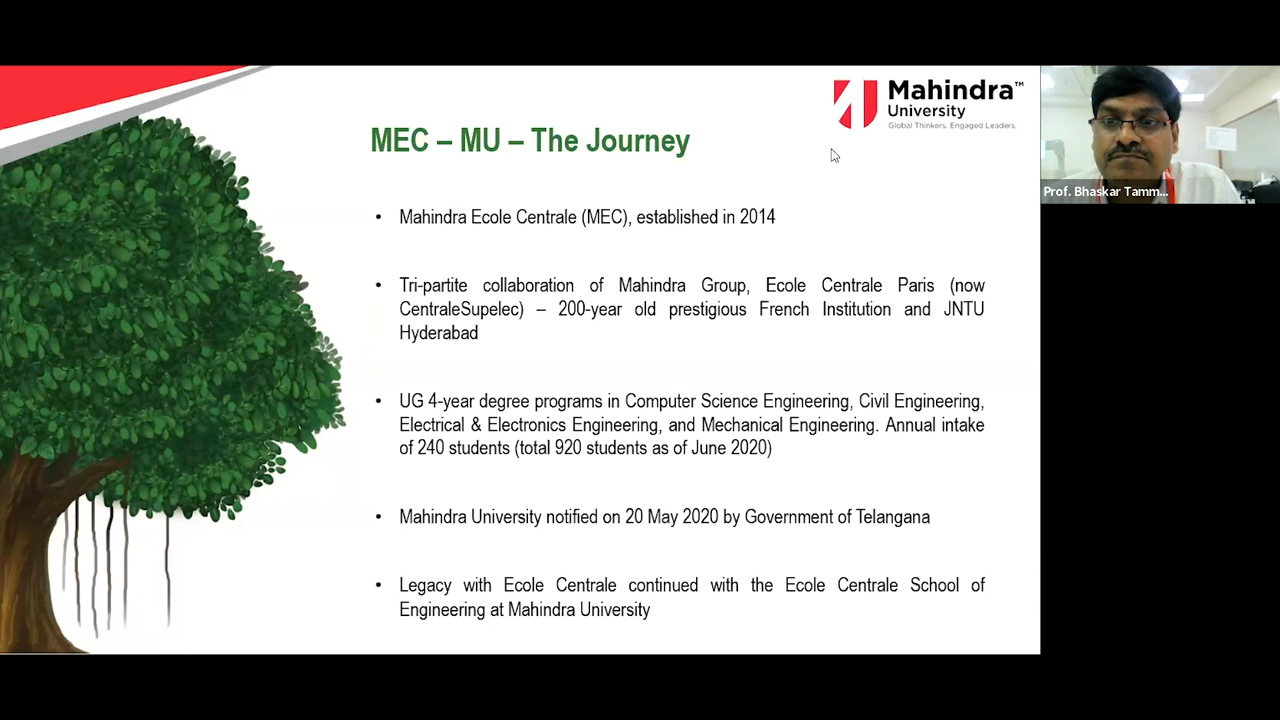 Mahindra™
University
Global Thinkers. Engaged Leaders.
MEC – MU – The Journey
Prof. Bhaskar Tamm...
• Mahindra Ecole Centrale (MEC), established in 2014
• Tri-partite collaboration of Mahindra Group, Ecole Centrale Paris (now
CentraleSupelec) – 200-year old prestigious French Institution and JNTU
Hyderabad
• UG 4-year degree programs in Computer Science Engineering, Civil Engineering,
Electrical & Electronics Engineering, and Mechanical Engineering. Annual intake
of 240 students (total 920 students as of June 2020)
• Mahindra University notified on 20 May 2020 by Government of Telangana
• Legacy with Ecole Centrale continued with the Ecole Centrale School of
Engineering at Mahindra University